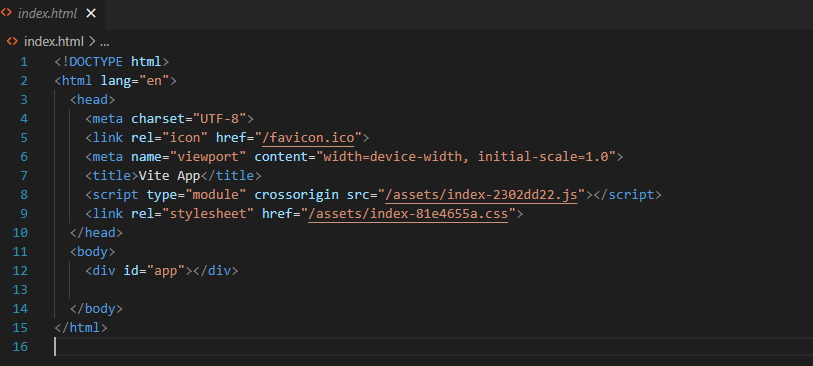 index.html
index.html > ...
1 <!DOCTYPE html>
2 <html lang="en">
3   <head>
4     <meta charset="UTF-8">
5     <link rel="icon" href="/favicon.ico">
6     <meta name="viewport" content="width=device-width, initial-scale=1.0">
7     <title>Vite App</title>
8     <script type="module" crossorigin src="/assets/index-2302dd22.js"></script>
9     <link rel="stylesheet" href="/assets/index-81e4655a.css">
10   </head>
11   <body>
12     <div id="app"></div>
13
14   </body>
15 </html>
16